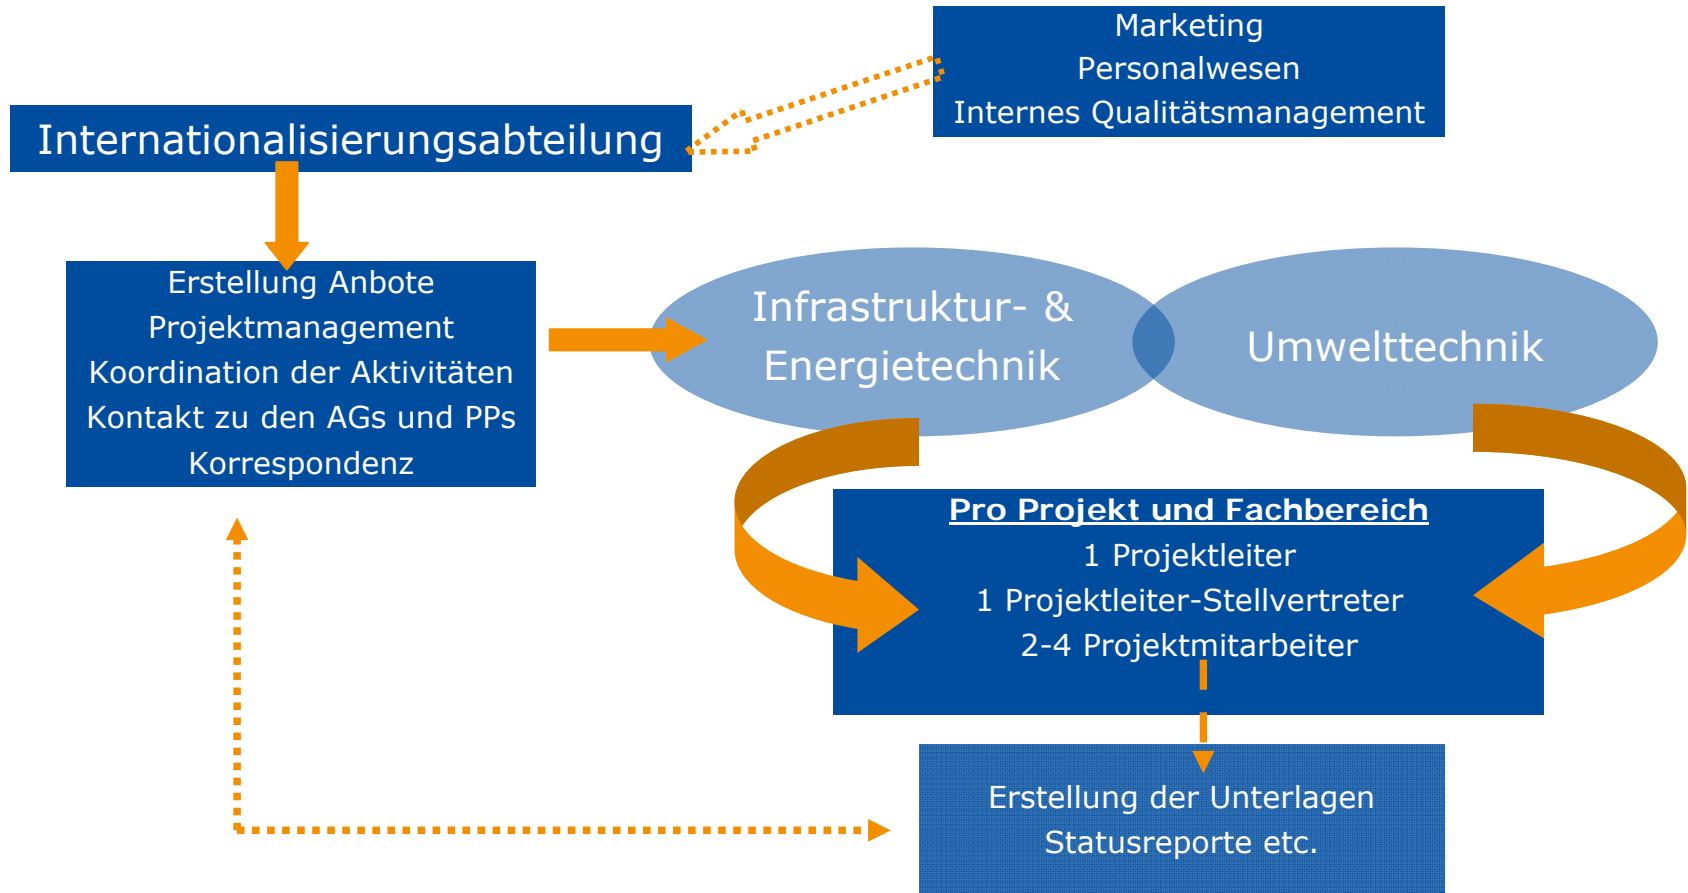 Marketing
Personalwesen
Internes Qualitätsmanagement
Internationalisierungsabteilung
Erstellung Anbote
Projektmanagement
Koordination der Aktivitäten
Kontakt zu den AGs und PPs
Korrespondenz
Infrastruktur- &
Energietechnik
Umwelttechnik
Pro Projekt und Fachbereich
1 Projektleiter
1 Projektleiter-Stellvertreter
2-4 Projektmitarbeiter
Erstellung der Unterlagen
Statusreporte etc.